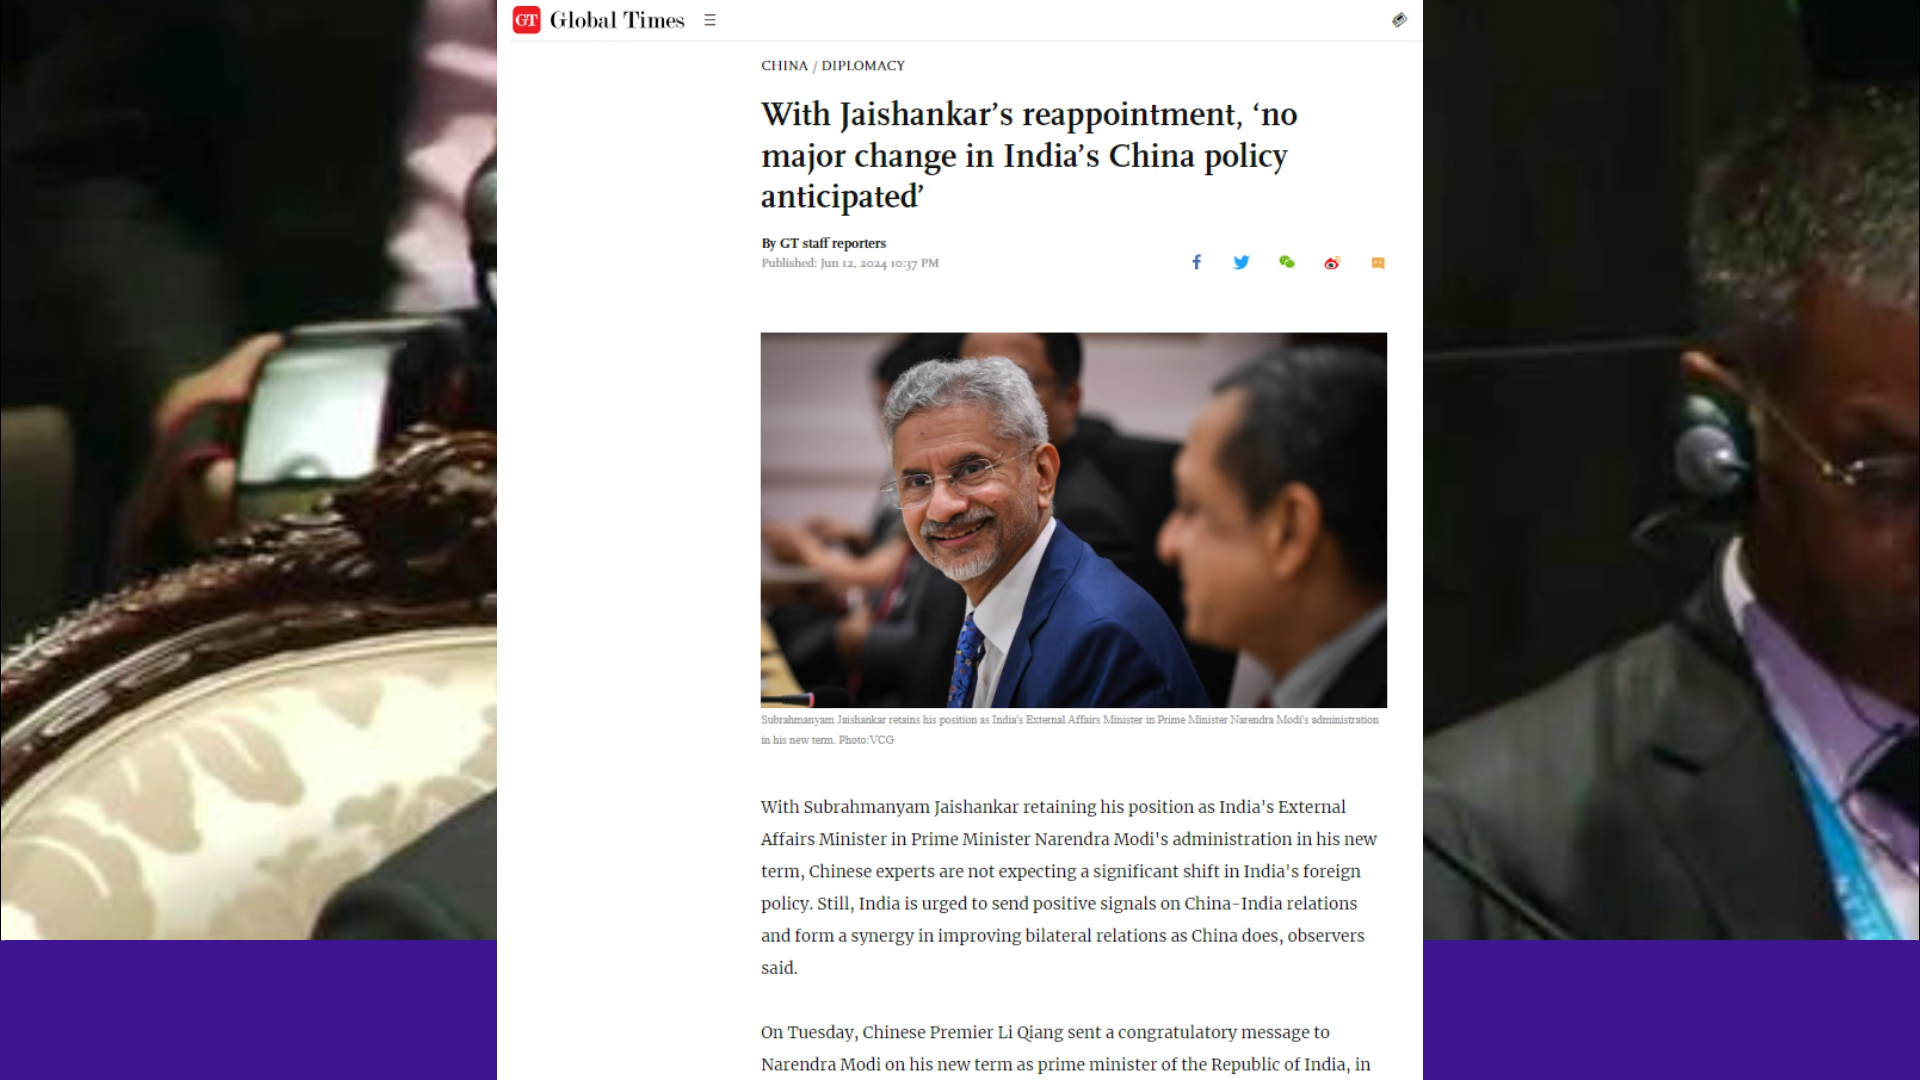 GT Global Times
CHINA / DIPLOMACY
With Jaishankar’s reappointment, ‘no
major change in India’s China policy
anticipated’
By GT staff reporters
Published: Jun 12, 2024 10:37 PM
Subrahmanyam Jaishankar retains his position as India's External Affairs Minister in Prime Minister Narendra Modi's administration
in his new term. Photo:VCG
With Subrahmanyam Jaishankar retaining his position as India's External
Affairs Minister in Prime Minister Narendra Modi's administration in his new
term, Chinese experts are not expecting a significant shift in India's foreign
policy. Still, India is urged to send positive signals on China-India relations
and form a synergy in improving bilateral relations as China does, observers
said.
On Tuesday, Chinese Premier Li Qiang sent a congratulatory message to
Narendra Modi on his new term as prime minister of the Republic of India, in